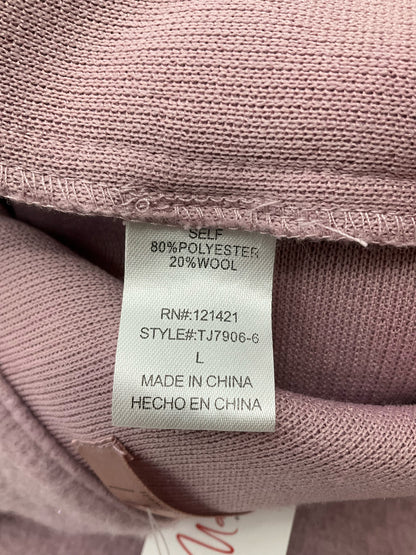 SELF
80%POLYESTER
20%WOOL
RN#:121421
STYLE#:TJ7906-6
L
MADE IN CHINA
HECHO EN CHINA